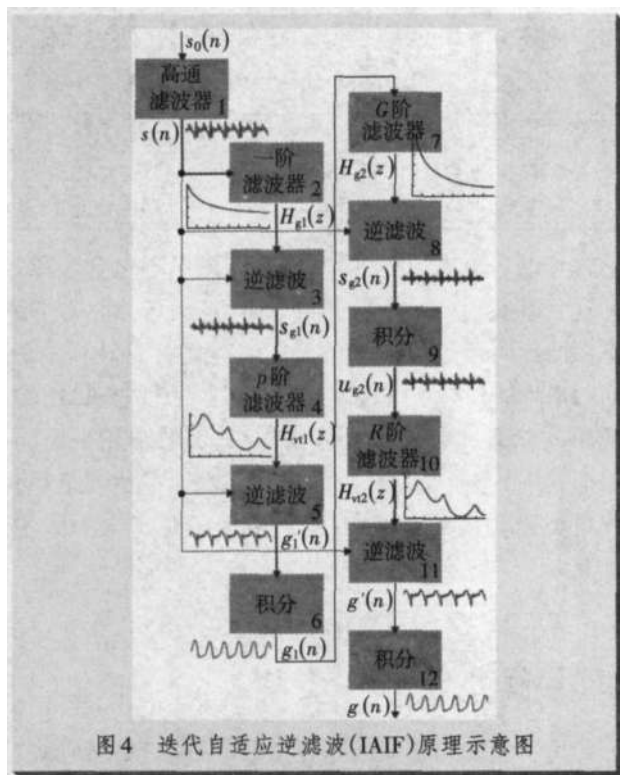 s₀(n)
高通
滤波器 1
s(n)
一阶
滤波器 2
H_g1(z)
逆滤波
3
s_g1(n)
p阶
滤波器 4
H_vt1(z)
逆滤波
5
g₁'(n)
积分
6
g₁(n)
G阶
滤波器
7
H_g2(z)
逆滤波
8
s_g2(n)
积分
9
u_g2(n)
R阶
滤波器 10
H_vt2(z)
逆滤波
11
g'(n)
积分
12
g(n)
图4 迭代自适应逆滤波(IAIF)原理示意图